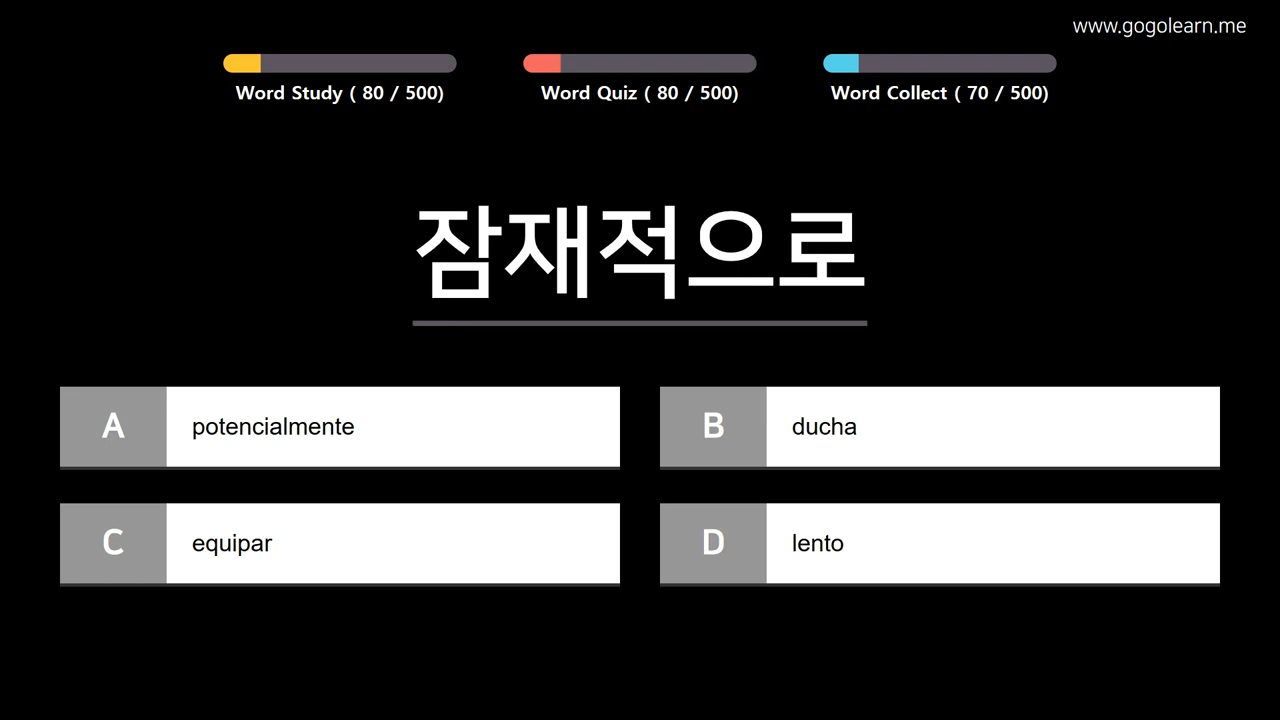 www.gogolearn.me
Word Study ( 80 / 500)
Word Quiz ( 80 / 500)
Word Collect ( 70 / 500)
잠재적으로
A potencialmente
B ducha
C equipar
D lento